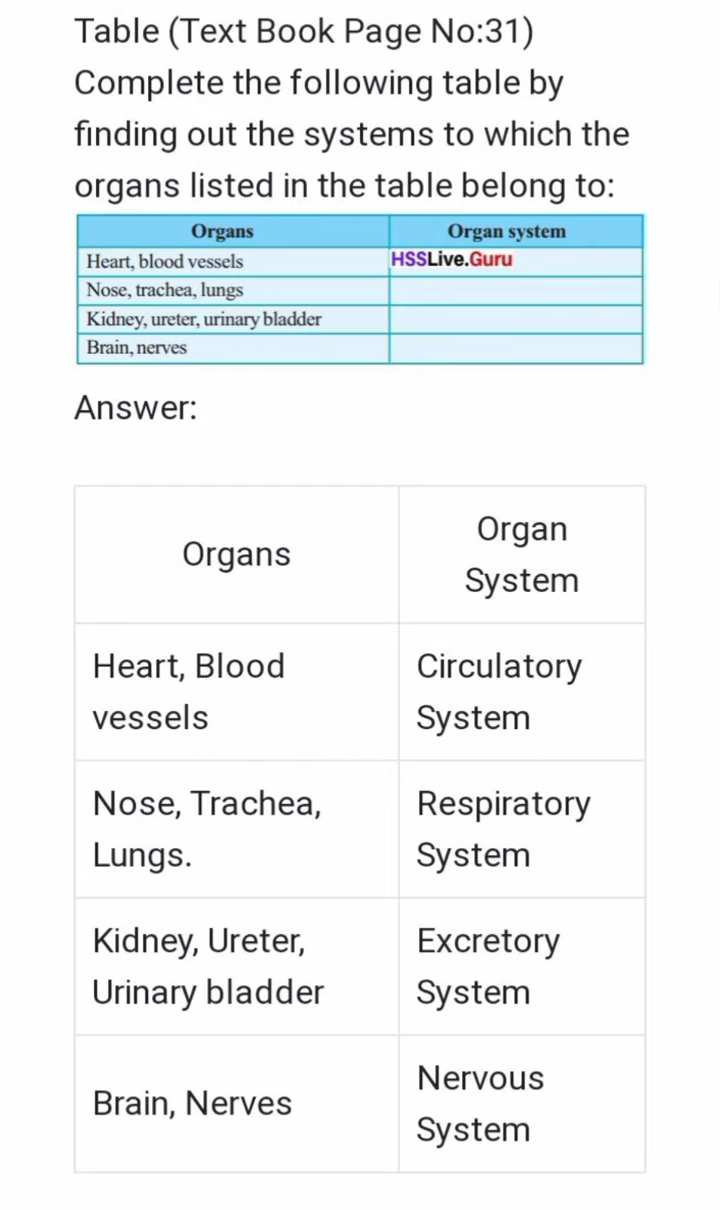 Table (Text Book Page No:31)
Complete the following table by
finding out the systems to which the
organs listed in the table belong to:
Organs Organ system
Heart, blood vessels HSSLive.Guru
Nose, trachea, lungs
Kidney, ureter, urinary bladder
Brain, nerves
Answer:
Organs
Organ
System
Heart, Blood
vessels
Circulatory
System
Nose, Trachea,
Lungs.
Respiratory
System
Kidney, Ureter,
Urinary bladder
Excretory
System
Brain, Nerves
Nervous
System